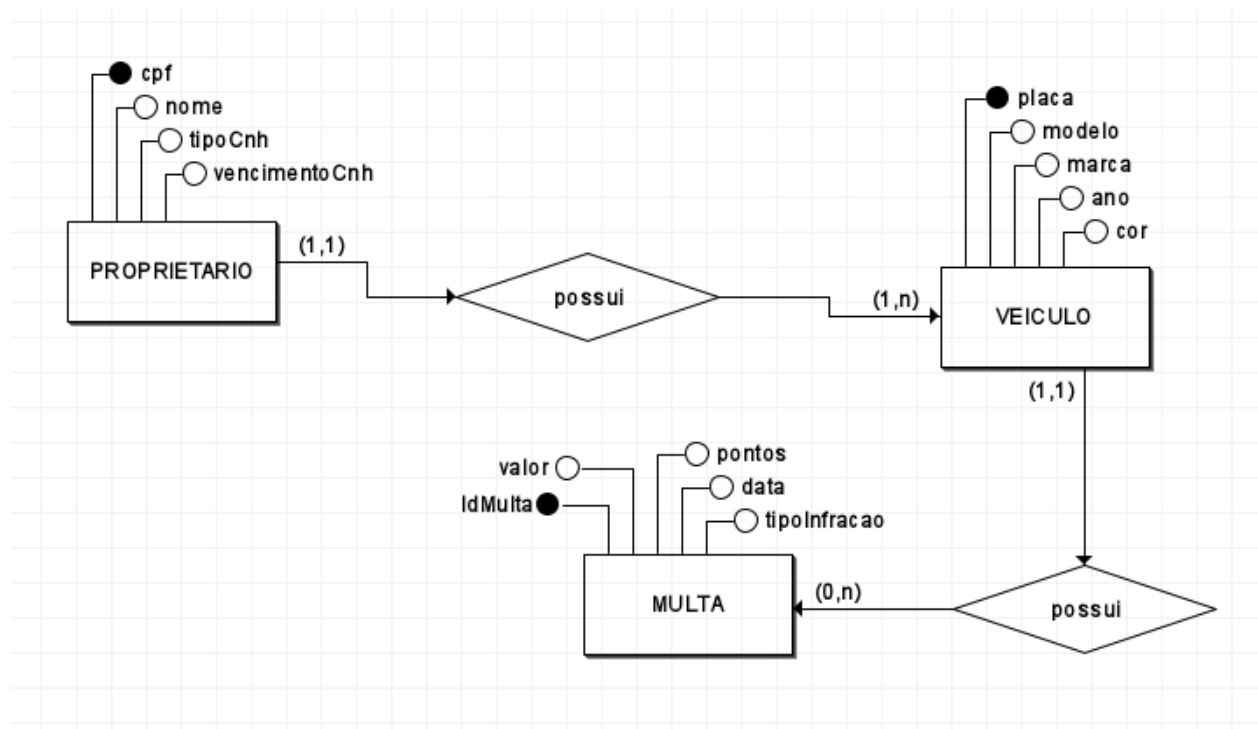 cpf
nome
tipoCnh
vencimentoCnh
PROPRIETARIO
(1,1)
possui
(1,n)
placa
modelo
marca
ano
cor
VEICULO
(1,1)
possui
(0,n)
pontos
valor
data
IdMulta
tipoInfracao
MULTA